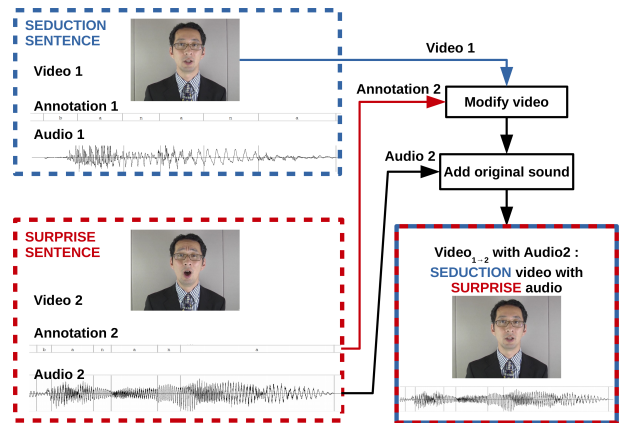 SEDUCTION
SENTENCE
Video 1
Annotation 1
b a n a n a
Audio 1
SURPRISE
SENTENCE
Video 2
Annotation 2
b a n a n a
Audio 2
Video 1
Annotation 2
Modify video
Audio 2
Add original sound
Video1→2 with Audio2 :
SEDUCTION video with
SURPRISE audio